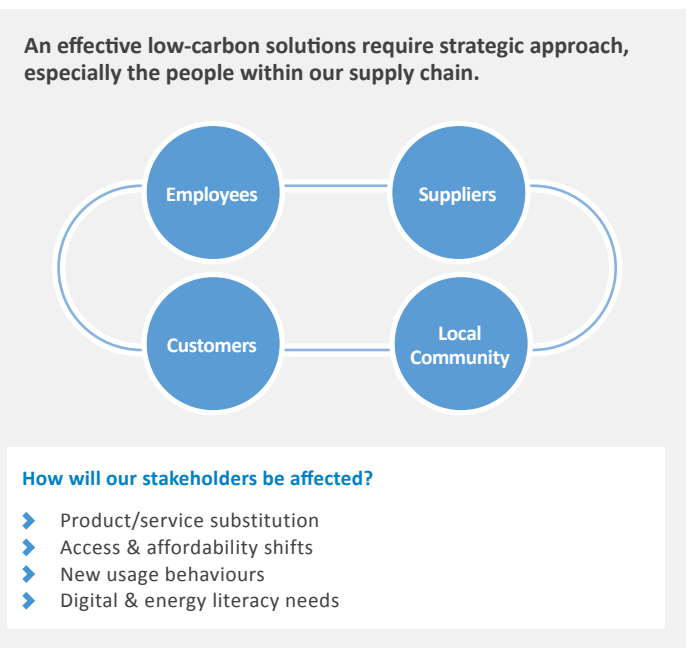 An effective low-carbon solutions require strategic approach,
especially the people within our supply chain.
Employees
Suppliers
Customers
Local
Community
How will our stakeholders be affected?
Product/service substitution
Access & affordability shifts
New usage behaviours
Digital & energy literacy needs